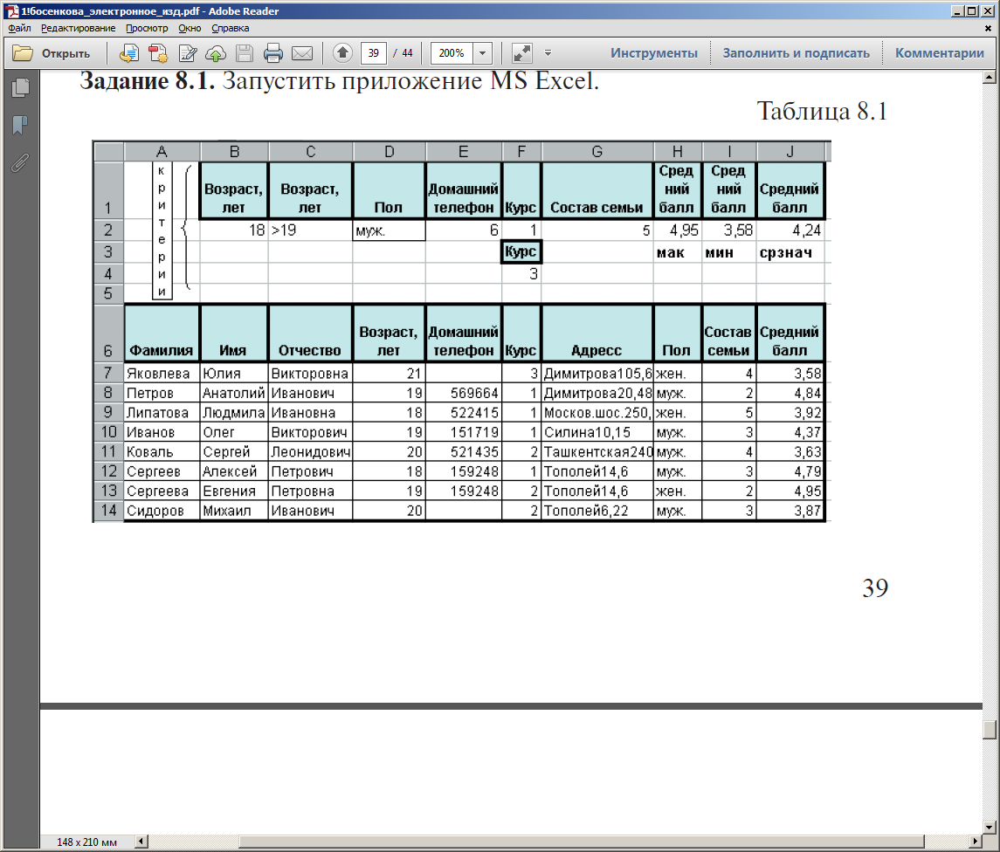 1!босенкова_электронное_изд.pdf - Adobe Reader
Файл Редактирование Просмотр Окно Справка
Открыть 39 / 44 200% Инструменты Заполнить и подписать Комментарии
Задание 8.1. Запустить приложение MS Excel.
Таблица 8.1
A B C D E F G H I J
критерии
1 Возраст, лет Возраст, лет Пол Домашний телефон Курс Состав семьи Сред ний балл Сред ний балл Средний балл
2 18 >19 муж. 6 1 5 4,95 3,58 4,24
3 Курс мак мин срзнач
4 3
5
6 Фамилия Имя Отчество Возраст, лет Домашний телефон Курс Адресс Пол Состав семьи Средний балл
7 Яковлева Юлия Викторовна 21 3 Димитрова105,6 жен. 4 3,58
8 Петров Анатолий Иванович 19 569664 1 Димитрова20,48 муж. 2 4,84
9 Липатова Людмила Ивановна 18 522415 1 Москов.шос.250, жен. 5 3,92
10 Иванов Олег Викторович 19 151719 1 Силина10,15 муж. 3 4,37
11 Коваль Сергей Леонидович 20 521435 2 Ташкентская240 муж. 4 3,63
12 Сергеев Алексей Петрович 18 159248 1 Тополей14,6 муж. 3 4,79
13 Сергеева Евгения Петровна 19 159248 2 Тополей14,6 жен. 2 4,95
14 Сидоров Михаил Иванович 20 2 Тополей6,22 муж. 3 3,87
39
148 x 210 мм